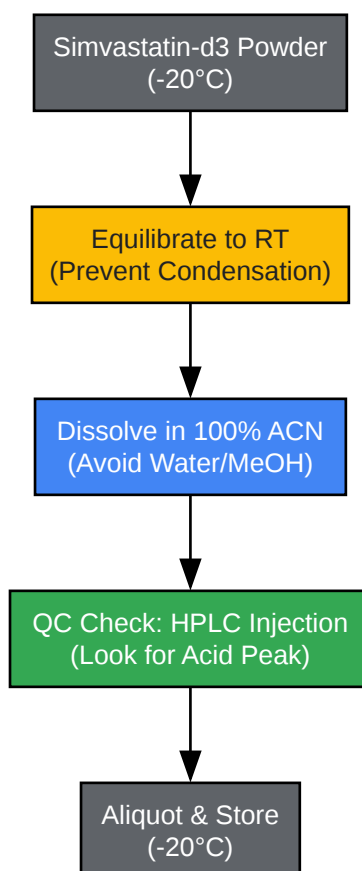 Simvastatin-d3 Powder
(-20°C)
Equilibrate to RT
(Prevent Condensation)
Dissolve in 100% ACN
(Avoid Water/MeOH)
QC Check: HPLC Injection
(Look for Acid Peak)
Aliquot & Store
(-20°C)